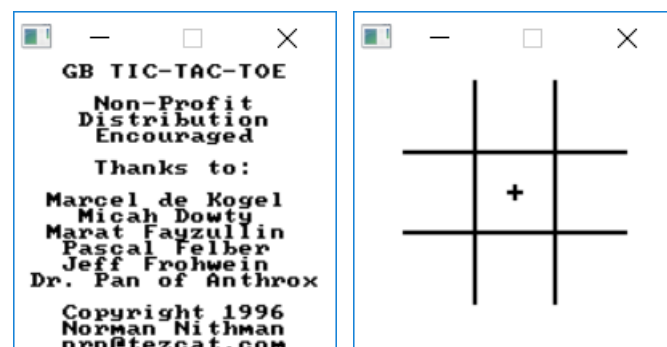 GB TIC-TAC-TOE
Non-Profit
Distribution
Encouraged
Thanks to:
Marcel de Kogel
Micah Dowty
Marat Fayzullin
Pascal Felber
Jeff Frohwein
Dr. Pan of Anthrox
Copyright 1996
Norman Nithman